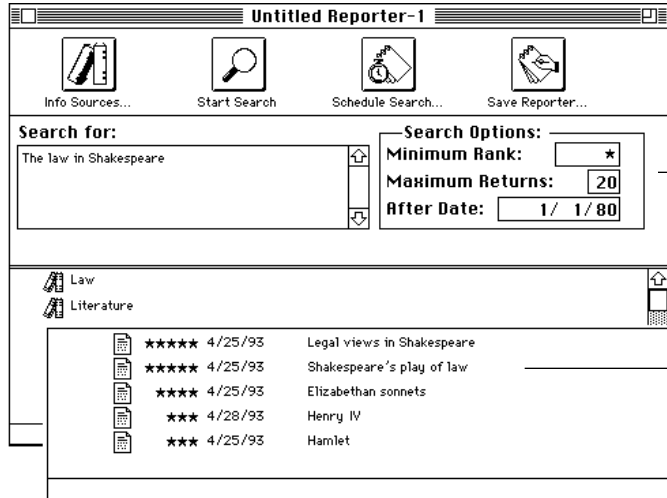 Untitled Reporter-1
Info Sources... Start Search Schedule Search... Save Reporter...
Search for:
The law in Shakespeare
Search Options:
Minimum Rank: ★
Maximum Returns: 20
After Date: 1/ 1/80
Law
Literature
★★★★★ 4/25/93 Legal views in Shakespeare
★★★★★ 4/25/93 Shakespeare's play of law
★★★★ 4/25/93 Elizabethan sonnets
★★★ 4/28/93 Henry IV
★★★ 4/25/93 Hamlet